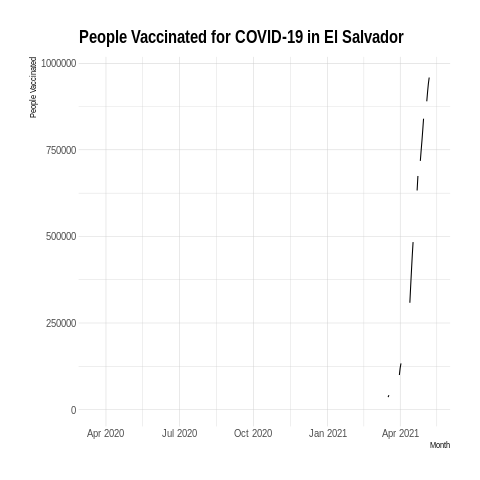 People Vaccinated for COVID-19 in El Salvador
People Vaccinated
1000000
750000
500000
250000
0
Apr 2020 Jul 2020 Oct 2020 Jan 2021 Apr 2021
Month